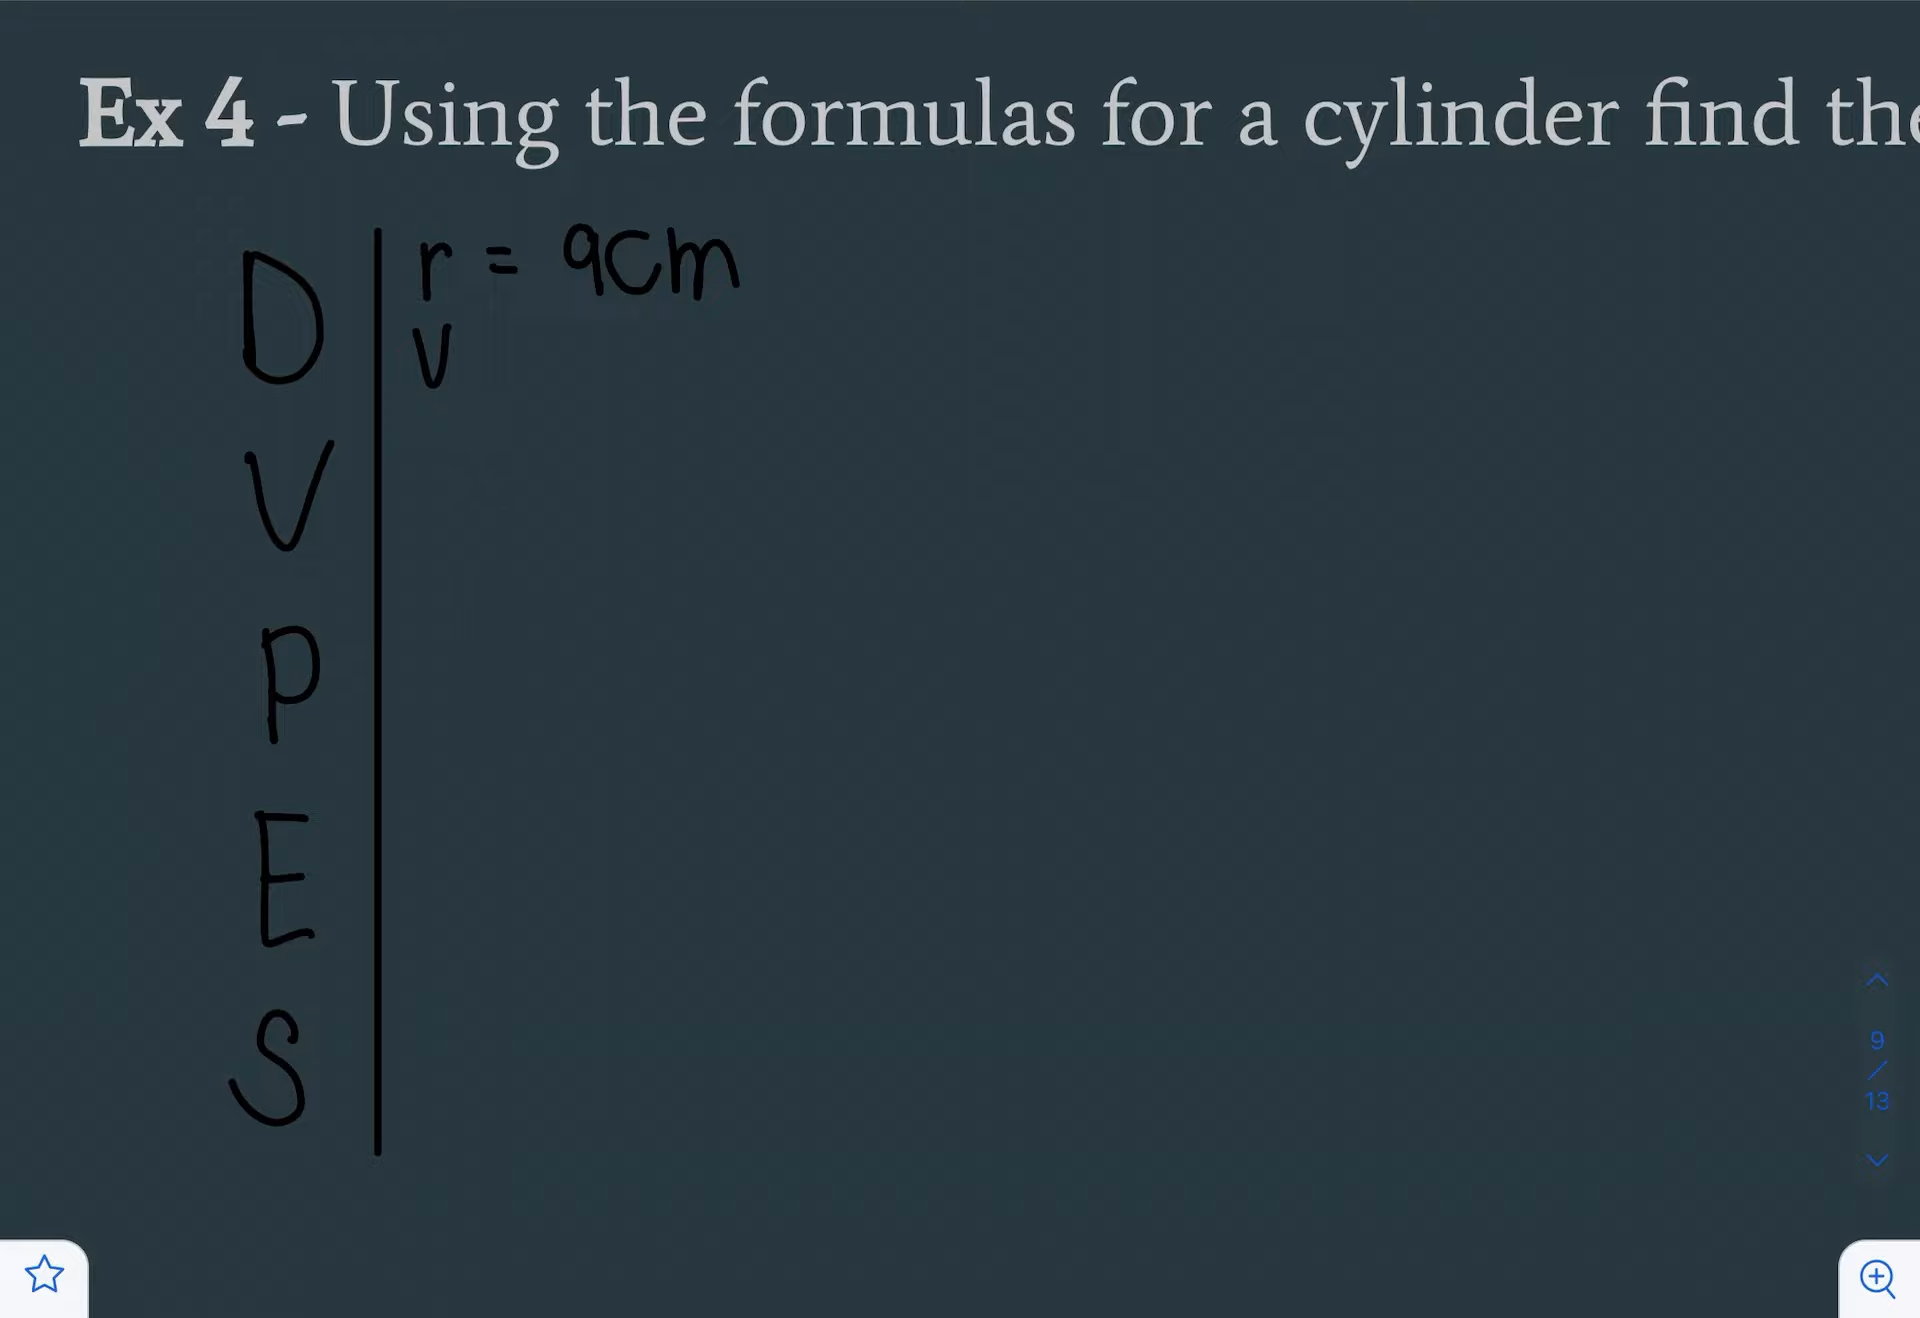 Ex 4 - Using the formulas for a cylinder find the
D
r = 9cm
V
V
P
E
S
9
/
13